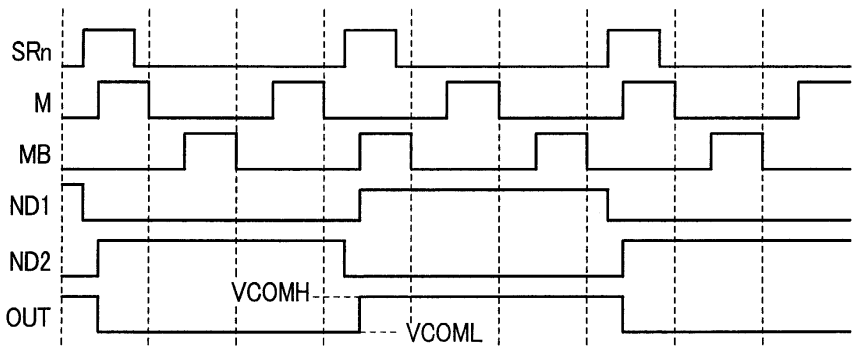 SRn
M
MB
ND1
ND2
VCOMH
OUT
VCOML